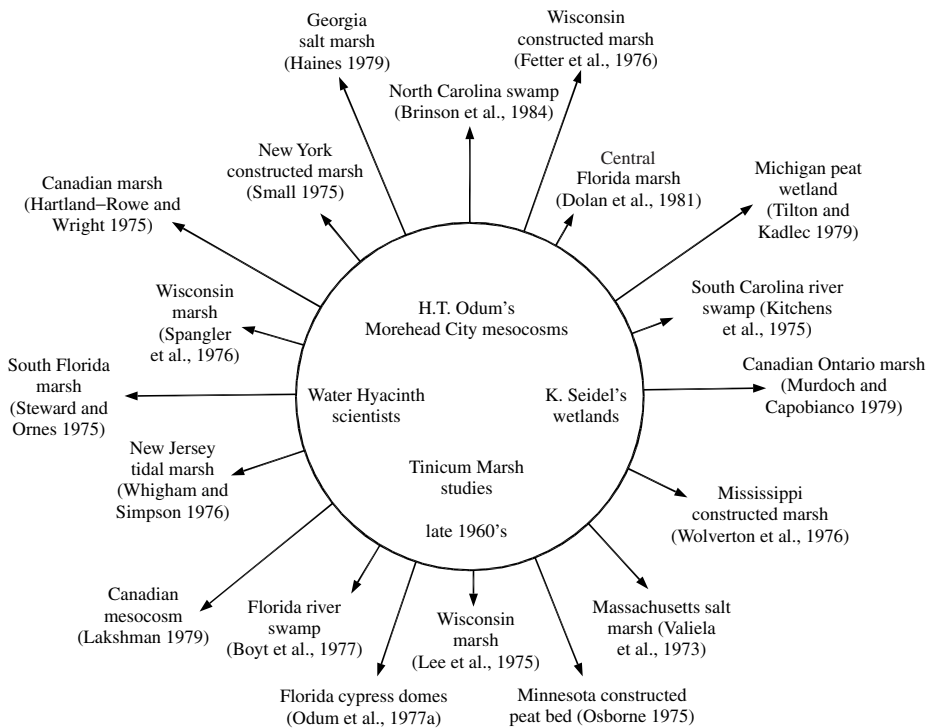 Georgia
salt marsh
(Haines 1979)
Wisconsin
constructed marsh
(Fetter et al., 1976)
North Carolina swamp
(Brinson et al., 1984)
New York
constructed marsh
(Small 1975)
Central
Florida marsh
(Dolan et al., 1981)
Michigan peat
wetland
(Tilton and
Kadlec 1979)
Canadian marsh
(Hartland–Rowe and
Wright 1975)
South Carolina river
swamp (Kitchens
et al., 1975)
Wisconsin
marsh
(Spangler
et al., 1976)
H.T. Odum's
Morehead City mesocosms
Canadian Ontario marsh
(Murdoch and
Capobianco 1979)
South Florida
marsh
(Steward and
Ornes 1975)
Water Hyacinth
scientists
K. Seidel's
wetlands
New Jersey
tidal marsh
(Whigham and
Simpson 1976)
Tinicum Marsh
studies
late 1960's
Mississippi
constructed marsh
(Wolverton et al., 1976)
Canadian
mesocosm
(Lakshman 1979)
Florida river
swamp
(Boyt et al., 1977)
Wisconsin
marsh
(Lee et al., 1975)
Massachusetts salt
marsh (Valiela
et al., 1973)
Florida cypress domes
(Odum et al., 1977a)
Minnesota constructed
peat bed (Osborne 1975)